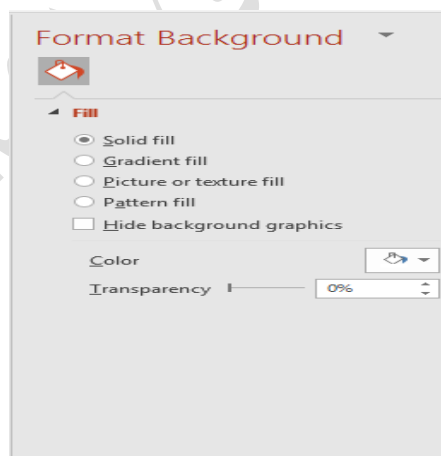 Format Background
Fill
Solid fill
Gradient fill
Picture or texture fill
Pattern fill
Hide background graphics
Color
Transparency 0%